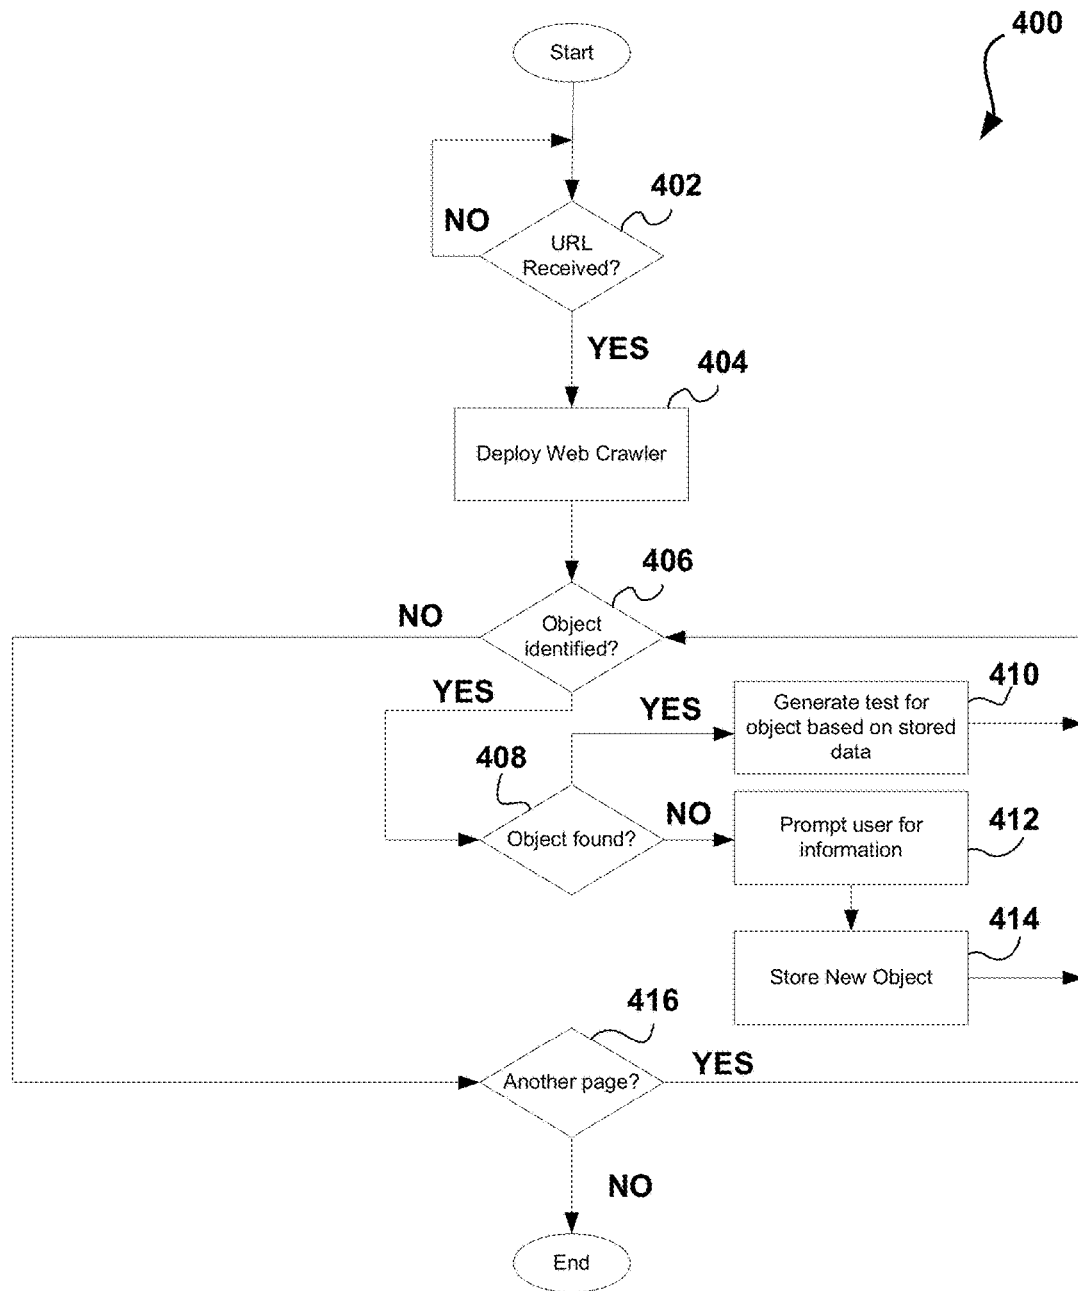 400
Start
402
NO
URL
Received?
YES
404
Deploy Web Crawler
406
NO
Object
identified?
YES
410
YES
Generate test for
object based on stored
data
408
Object found?
NO
412
Prompt user for
information
414
Store New Object
416
Another page?
YES
NO
End